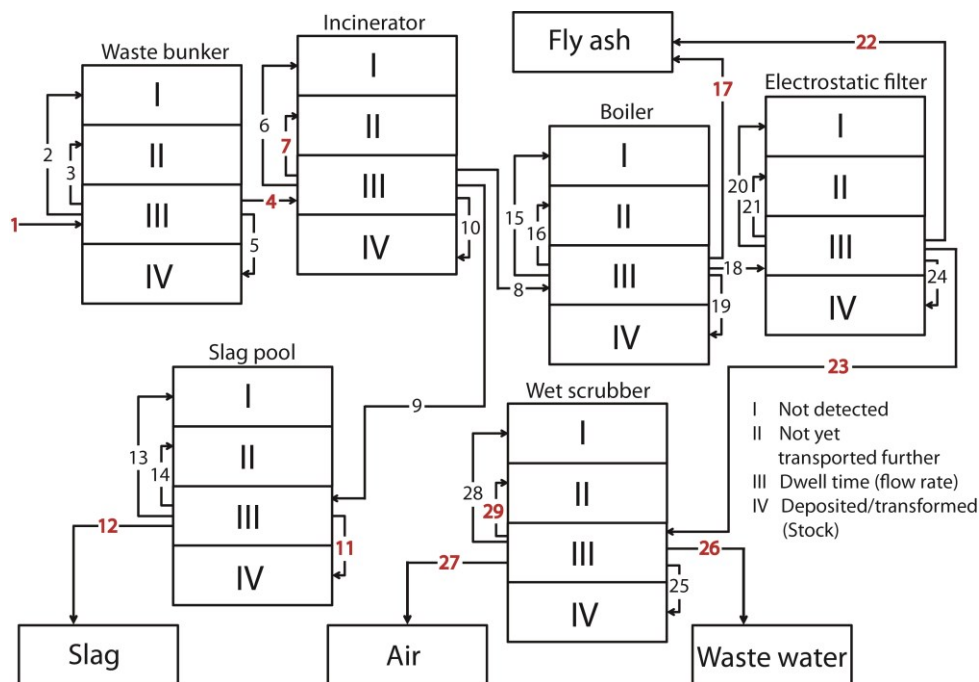 Waste bunker
I
II
III
IV
1
2
3
4
5
Incinerator
I
II
III
IV
6
7
8
9
10
Fly ash
17
22
Boiler
I
II
III
IV
15
16
18
19
Electrostatic filter
I
II
III
IV
20
21
24
23
Slag pool
I
II
III
IV
13
14
11
12
Wet scrubber
I
II
III
IV
28
29
25
26
27
I Not detected
II Not yet
transported further
III Dwell time (flow rate)
IV Deposited/transformed
(Stock)
Slag
Air
Waste water